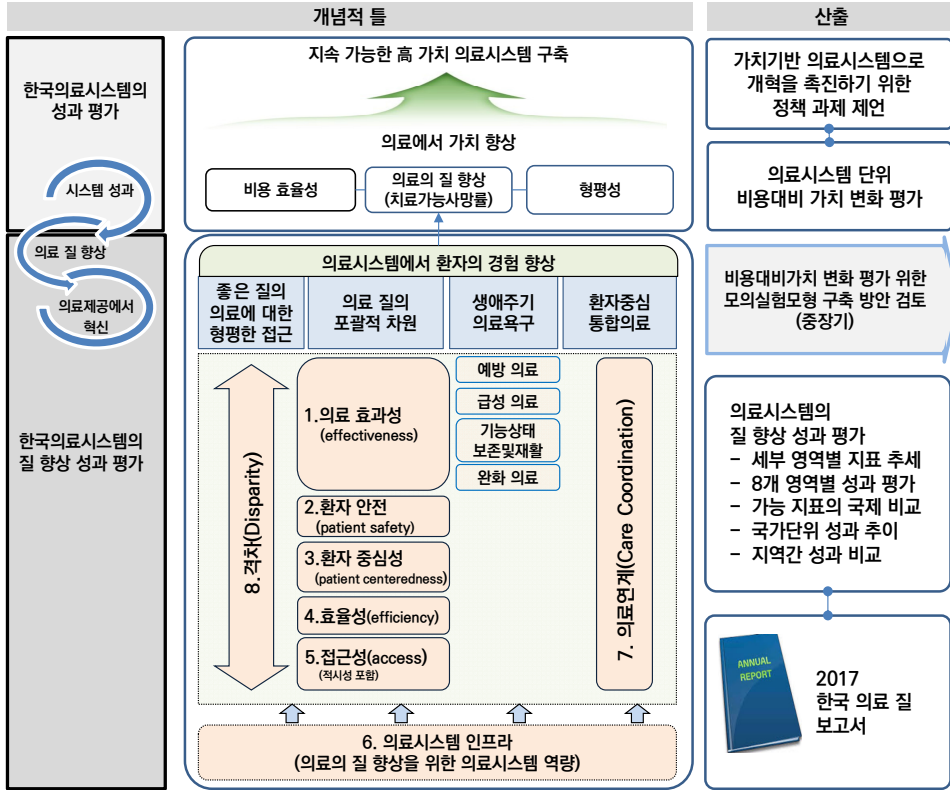 개념적 틀
산출
한국의료시스템의
성과 평가
시스템 성과
의료 질 향상
의료제공에서
혁신
한국의료시스템의
질 향상 성과 평가
지속 가능한 高 가치 의료시스템 구축
의료에서 가치 향상
비용 효율성
의료의 질 향상
(치료가능사망률)
형평성
의료시스템에서 환자의 경험 향상
좋은 질의
의료에 대한
형평한 접근
의료 질의
포괄적 차원
생애주기
의료욕구
환자중심
통합의료
8.격차(Disparity)
1.의료 효과성
(effectiveness)
2.환자 안전
(patient safety)
3.환자 중심성
(patient centeredness)
4.효율성(efficiency)
5.접근성(access)
(적시성 포함)
예방 의료
급성 의료
기능상태
보존및재활
완화 의료
7. 의료연계(Care Coordination)
6. 의료시스템 인프라
(의료의 질 향상을 위한 의료시스템 역량)
가치기반 의료시스템으로
개혁을 촉진하기 위한
정책 과제 제언
의료시스템 단위
비용대비 가치 변화 평가
비용대비가치 변화 평가 위한
모의실험모형 구축 방안 검토
(중장기)
의료시스템의
질 향상 성과 평가
- 세부 영역별 지표 추세
- 8개 영역별 성과 평가
- 가능 지표의 국제 비교
- 국가단위 성과 추이
- 지역간 성과 비교
ANNUAL
REPORT
2017
한국 의료 질
보고서